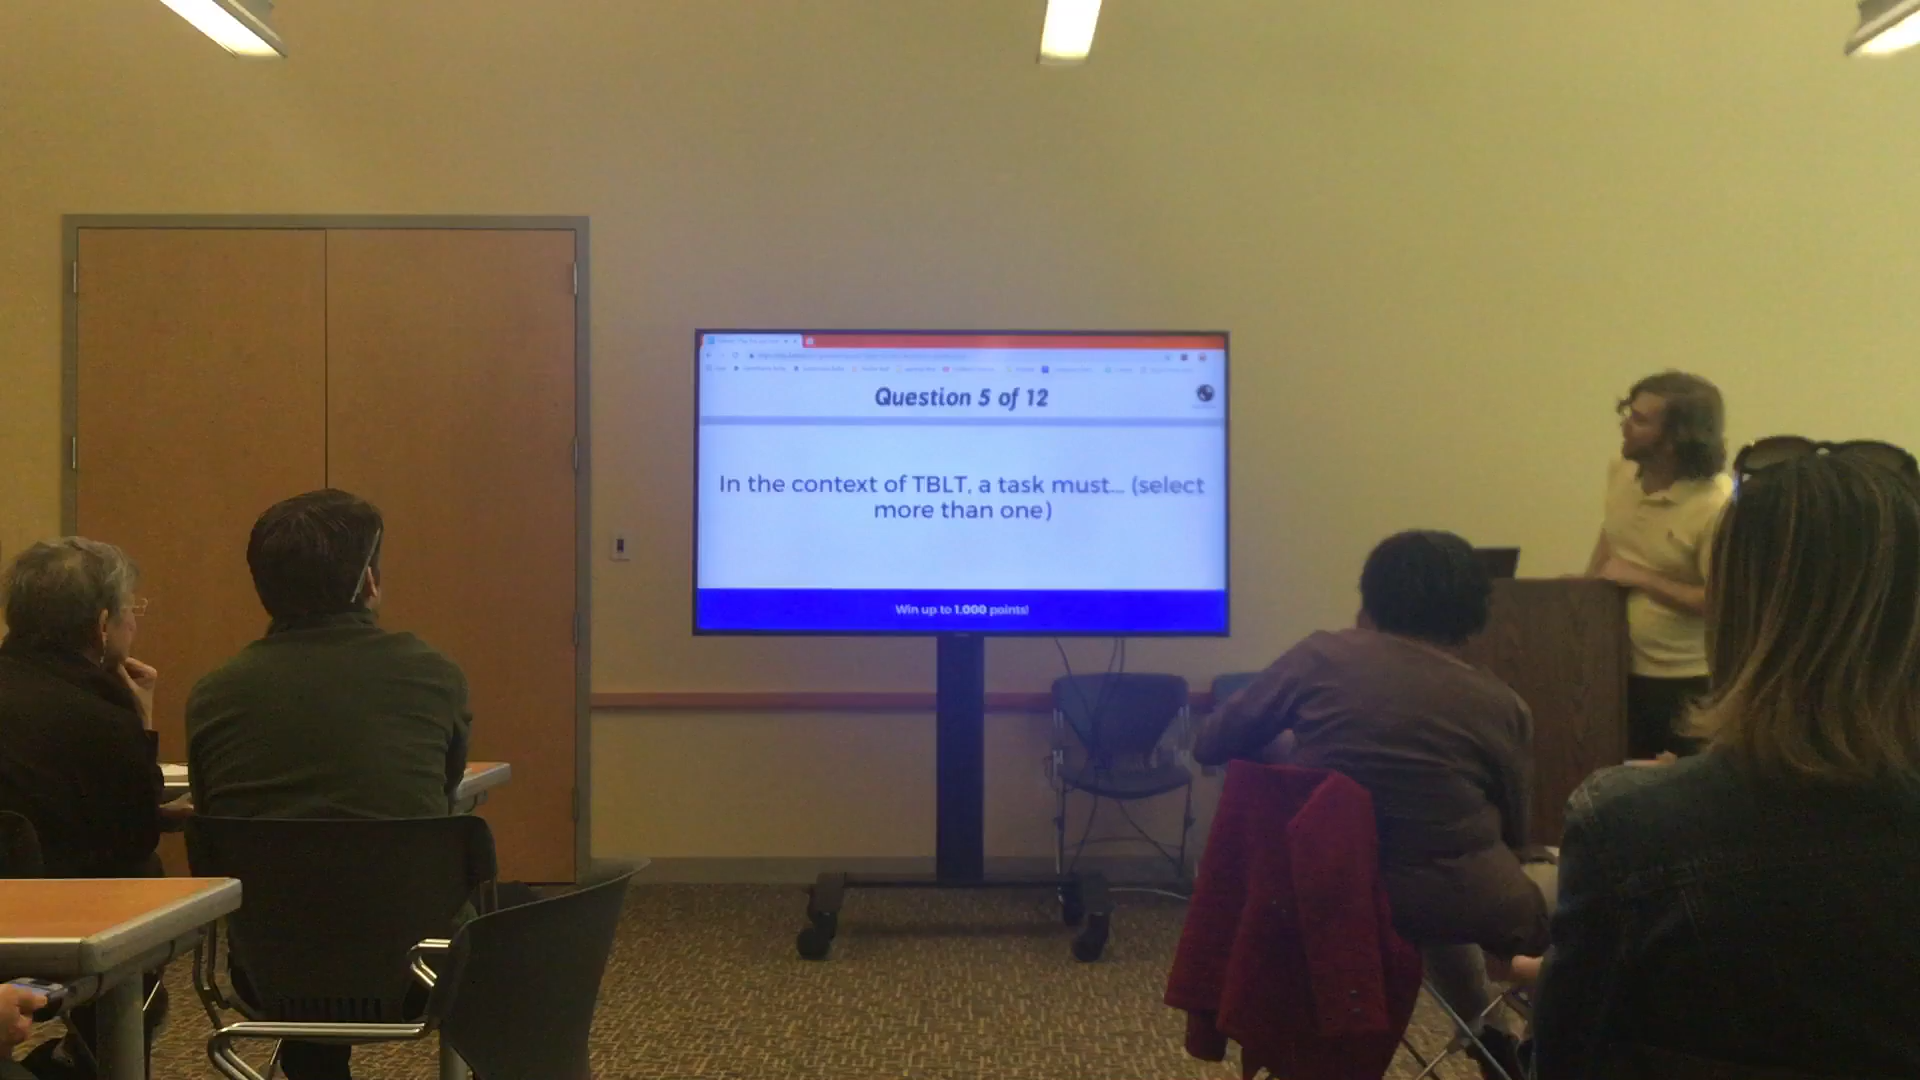 Question 5 of 12
In the context of TBLT, a task must... (select
more than one)
Win up to 1,000 points!